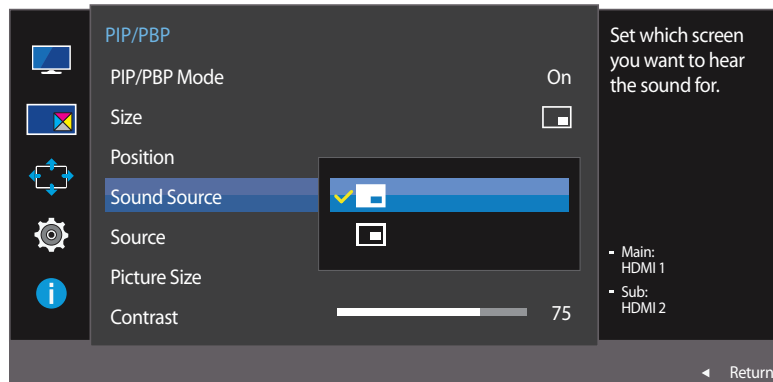 PIP/PBP
PIP/PBP Mode On
Size
Position
Sound Source
Source
Picture Size
Contrast 75
Set which screen
you want to hear
the sound for.
- Main:
HDMI 1
- Sub:
HDMI 2
Return